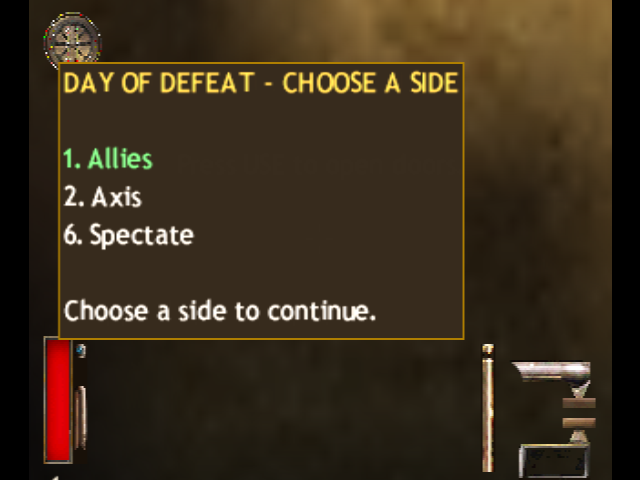 DAY OF DEFEAT - CHOOSE A SIDE
1. Allies
2. Axis
6. Spectate
Choose a side to continue.